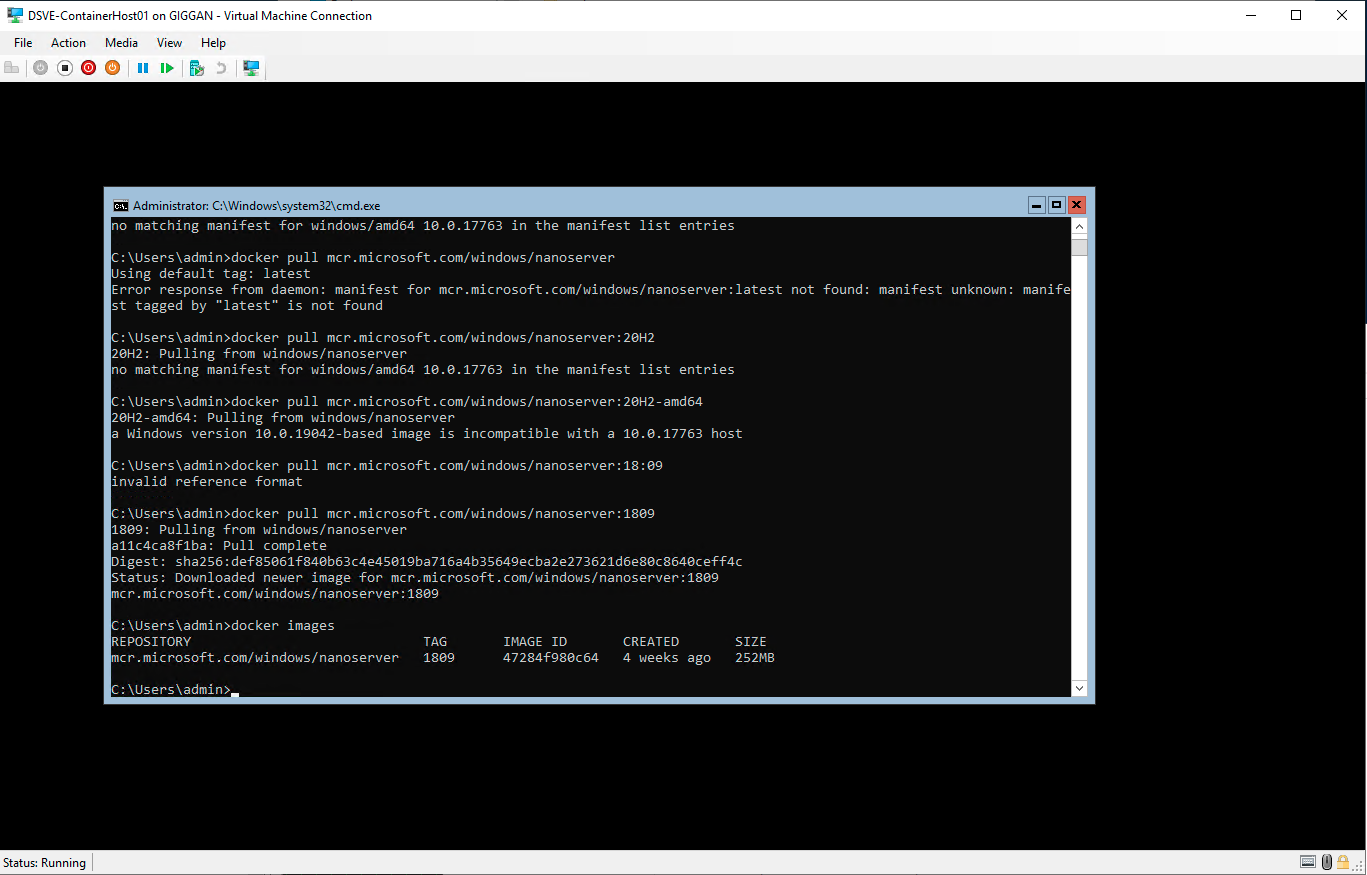 DSVE-ContainerHost01 on GIGGAN - Virtual Machine Connection
File Action Media View Help
Administrator: C:\Windows\system32\cmd.exe
no matching manifest for windows/amd64 10.0.17763 in the manifest list entries
C:\Users\admin>docker pull mcr.microsoft.com/windows/nanoserver
Using default tag: latest
Error response from daemon: manifest for mcr.microsoft.com/windows/nanoserver:latest not found: manifest unknown: manife
st tagged by "latest" is not found
C:\Users\admin>docker pull mcr.microsoft.com/windows/nanoserver:20H2
20H2: Pulling from windows/nanoserver
no matching manifest for windows/amd64 10.0.17763 in the manifest list entries
C:\Users\admin>docker pull mcr.microsoft.com/windows/nanoserver:20H2-amd64
20H2-amd64: Pulling from windows/nanoserver
a Windows version 10.0.19042-based image is incompatible with a 10.0.17763 host
C:\Users\admin>docker pull mcr.microsoft.com/windows/nanoserver:18:09
invalid reference format
C:\Users\admin>docker pull mcr.microsoft.com/windows/nanoserver:1809
1809: Pulling from windows/nanoserver
a11c4ca8f1ba: Pull complete
Digest: sha256:def85061f840b63c4e45019ba716a4b35649ecba2e273621d6e80c8640ceff4c
Status: Downloaded newer image for mcr.microsoft.com/windows/nanoserver:1809
mcr.microsoft.com/windows/nanoserver:1809
C:\Users\admin>docker images
REPOSITORY TAG IMAGE ID CREATED SIZE
mcr.microsoft.com/windows/nanoserver 1809 47284f980c64 4 weeks ago 252MB
C:\Users\admin>
Status: Running